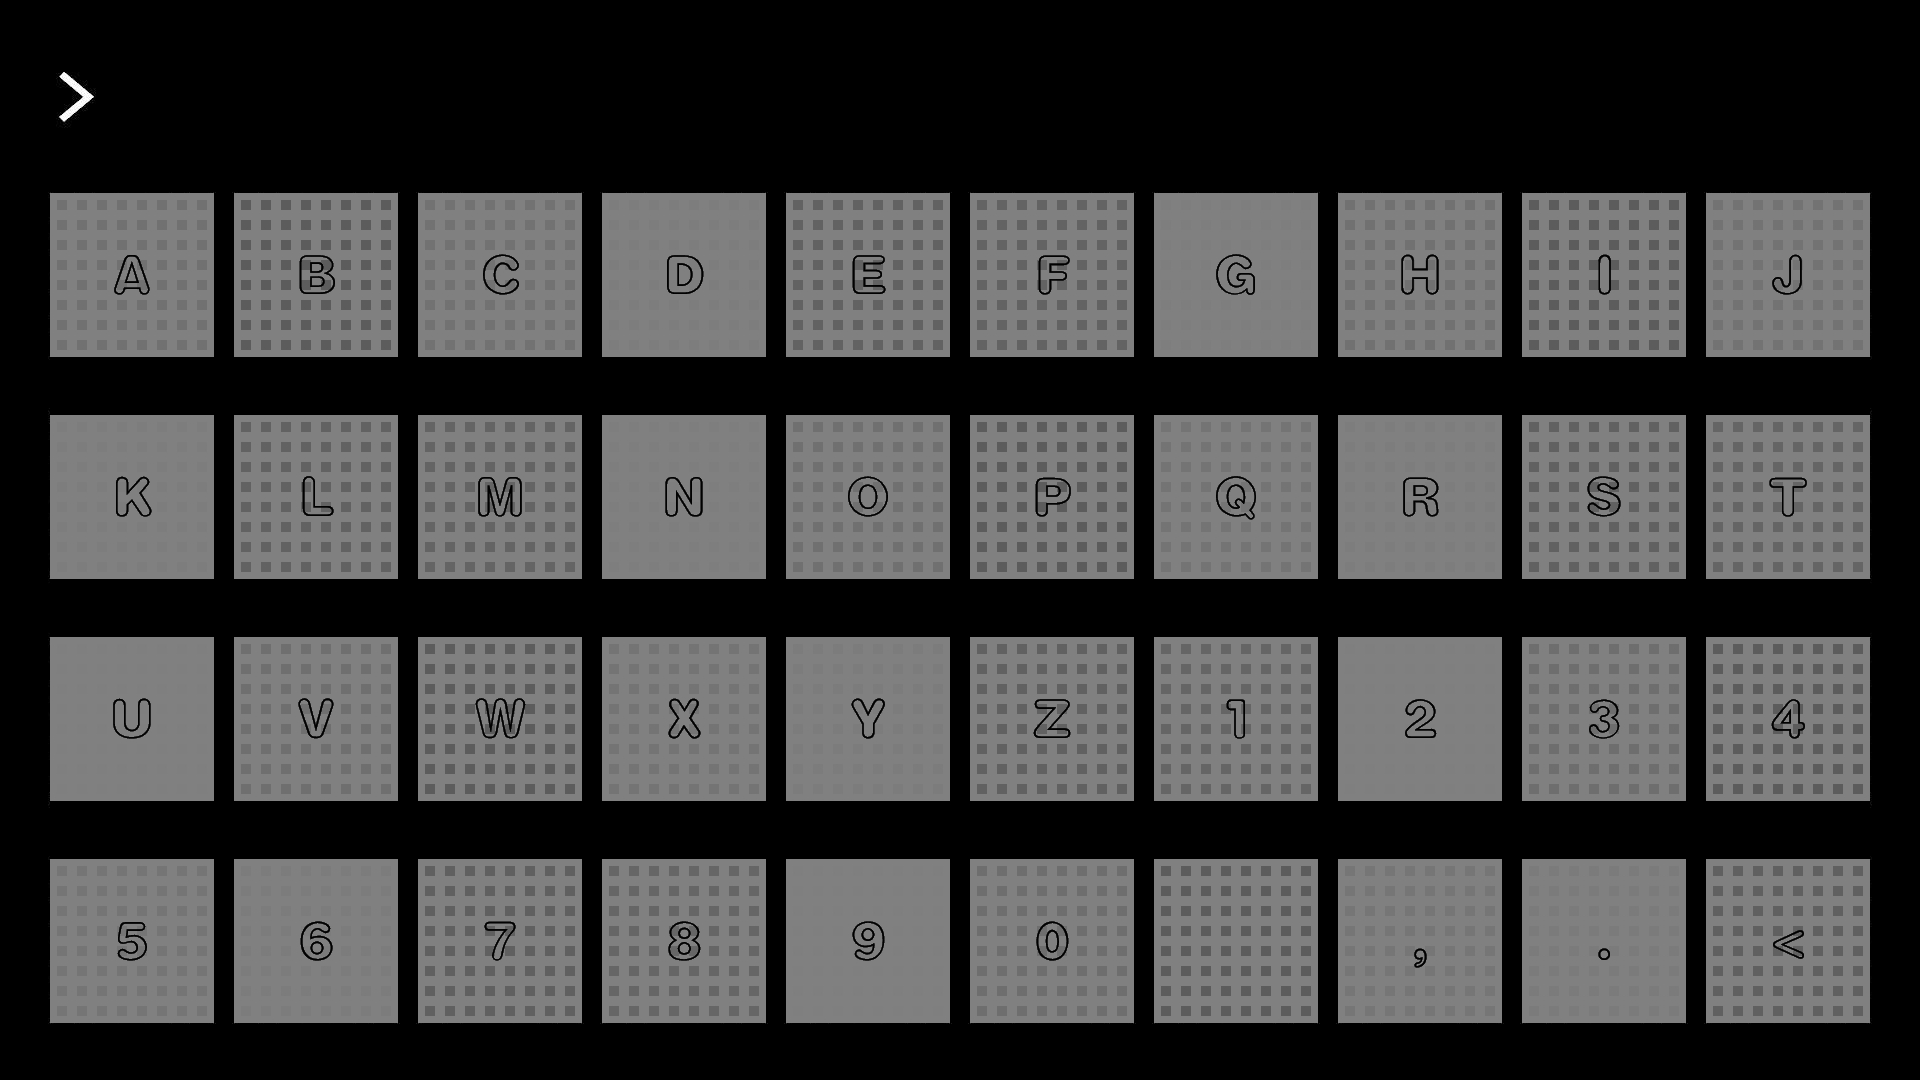 >
A B C D E F G H I J
K L M N O P Q R S T
U V W X Y Z 1 2 3 4
5 6 7 8 9 0 , . <